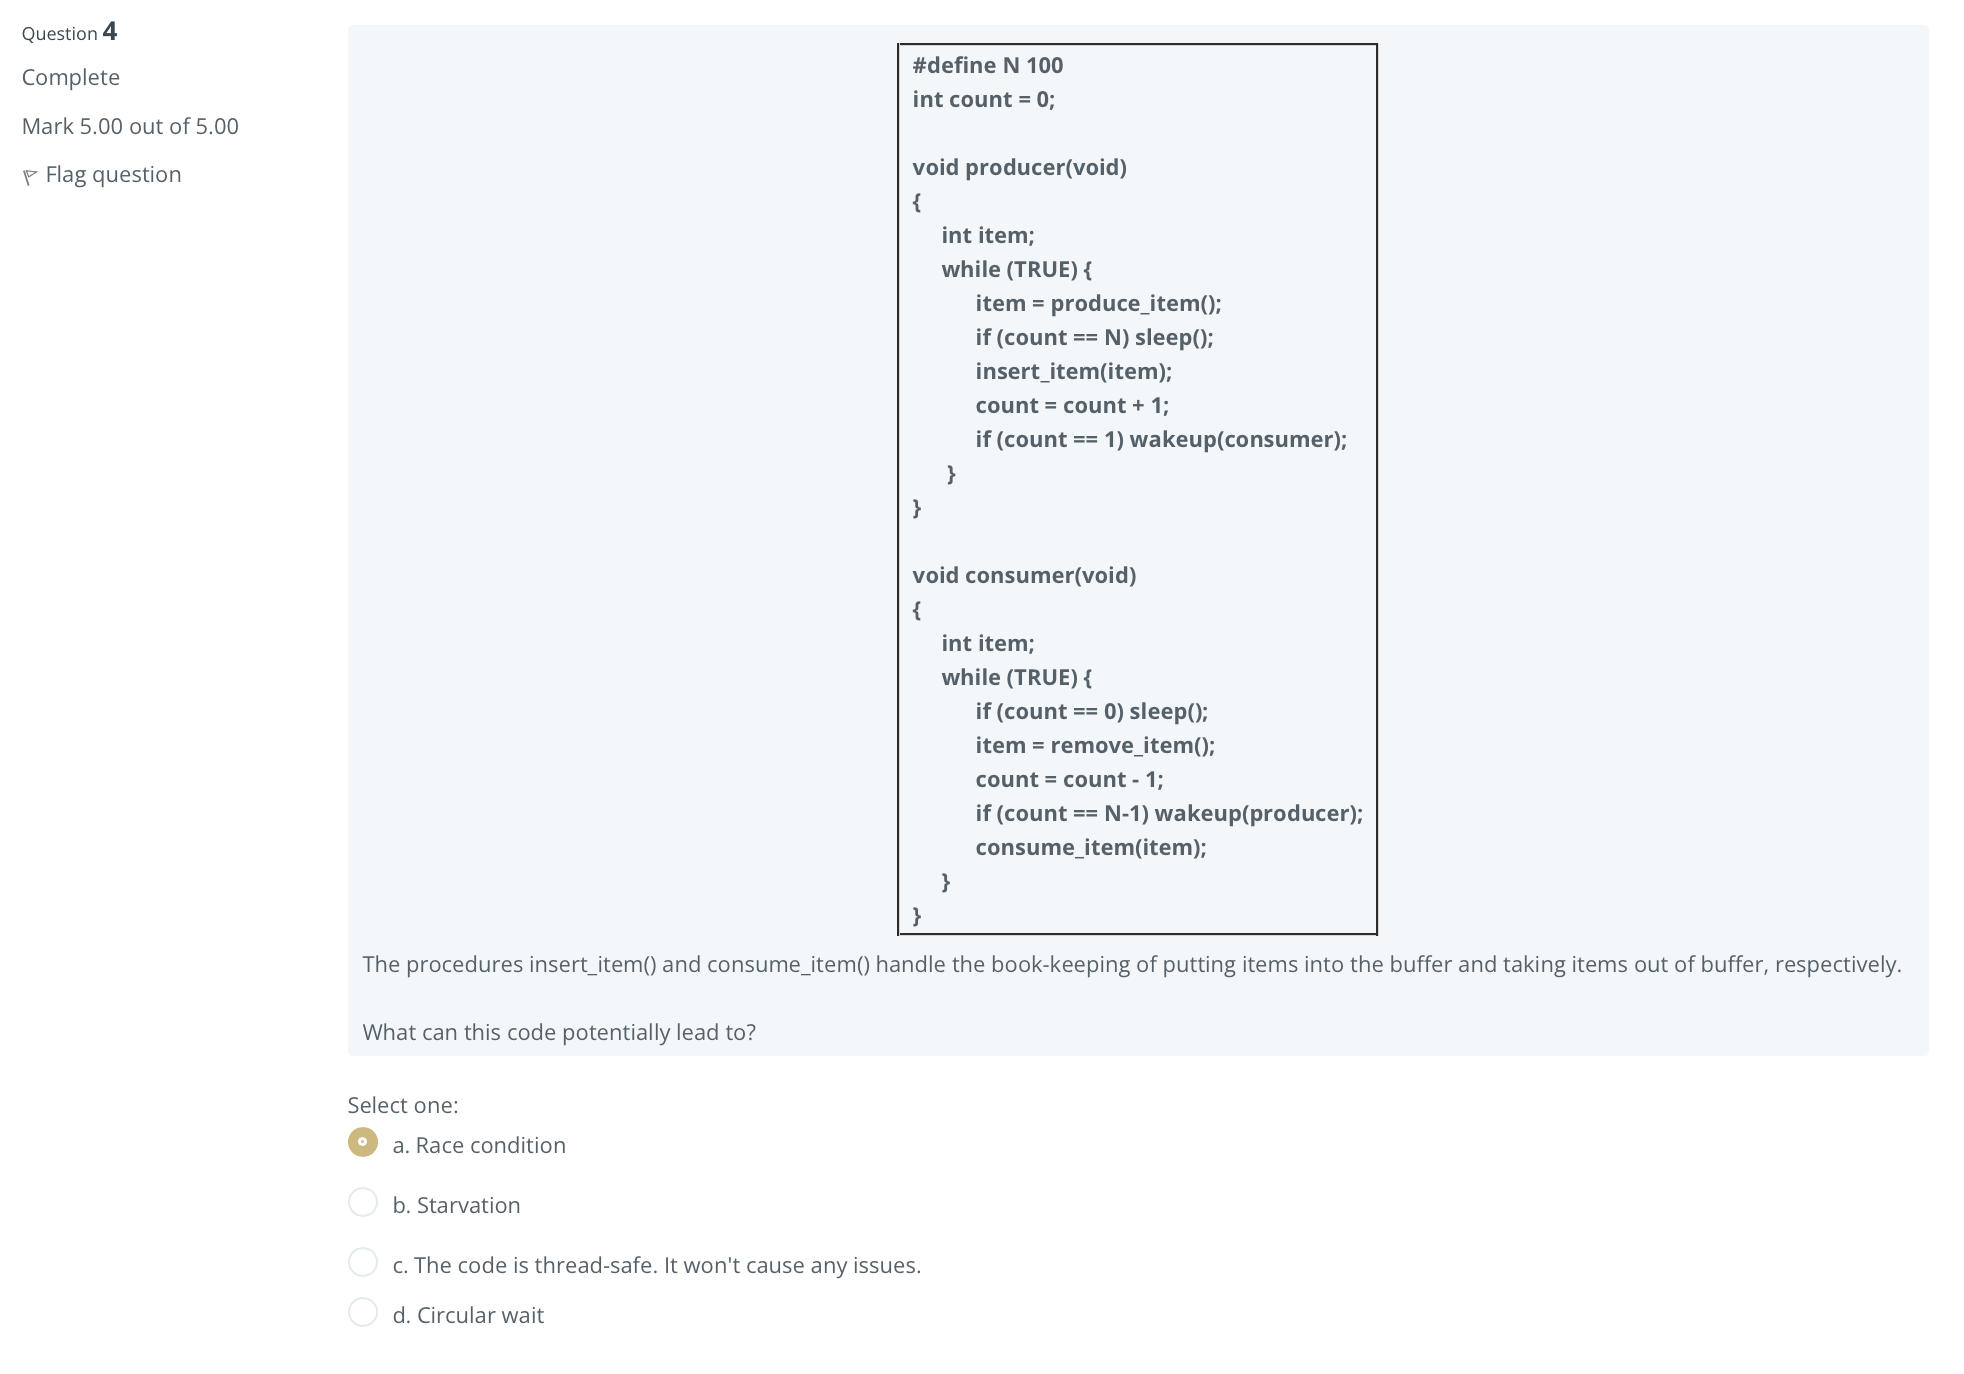 Question 4
Complete
Mark 5.00 out of 5.00
Flag question
#define N 100
int count = 0;
void producer(void)
{
int item;
while (TRUE) {
item = produce_item();
if (count == N) sleep();
insert_item(item);
count = count + 1;
if (count == 1) wakeup(consumer);
}
}
void consumer(void)
{
int item;
while (TRUE) {
if (count == 0) sleep();
item = remove_item();
count = count - 1;
if (count == N-1) wakeup(producer);
consume_item(item);
}
}
The procedures insert_item() and consume_item() handle the book-keeping of putting items into the buffer and taking items out of buffer, respectively.
What can this code potentially lead to?
Select one:
a. Race condition
b. Starvation
c. The code is thread-safe. It won't cause any issues.
d. Circular wait